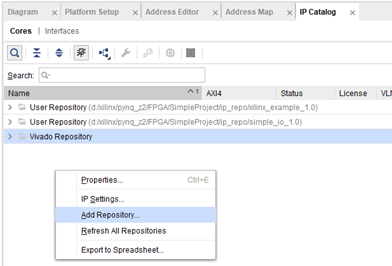 Diagram × Platform Setup × Address Editor × Address Map × IP Catalog ×
Cores | Interfaces
Search:
Name ^ 1 AXI4 Status License VLN
User Repository (d:/xilinx/pynq_z2/FPGA/SimpleProject/ip_repo/xilinx_example_1.0)
User Repository (d:/xilinx/pynq_z2/FPGA/SimpleProject/ip_repo/simple_io_1.0)
Vivado Repository
Properties... Ctrl+E
IP Settings...
Add Repository...
Refresh All Repositories
Export to Spreadsheet...